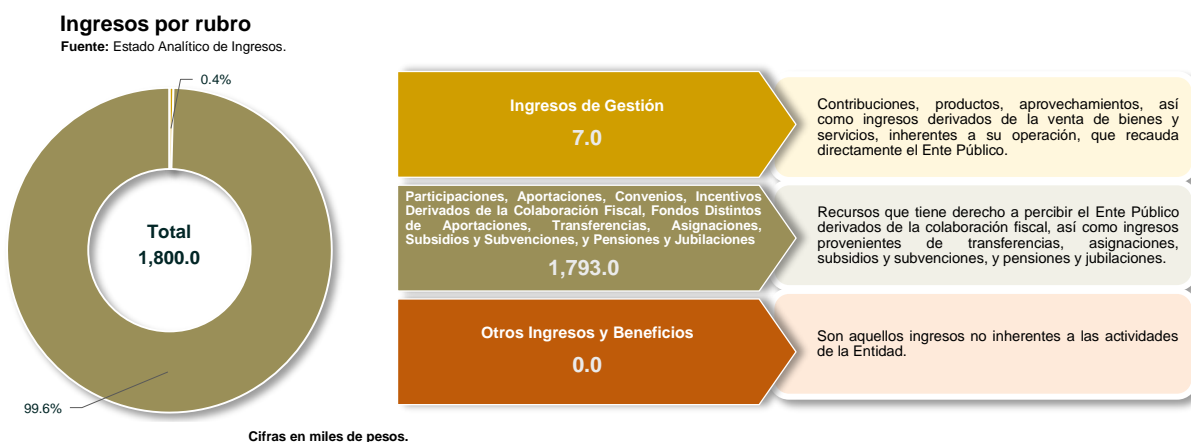 Ingresos por rubro
Fuente: Estado Analítico de Ingresos.
0.4%
Total
1,800.0
99.6%
Ingresos de Gestión
7.0
Contribuciones, productos, aprovechamientos, así
como ingresos derivados de la venta de bienes y
servicios, inherentes a su operación, que recauda
directamente el Ente Público.
Participaciones, Aportaciones, Convenios, Incentivos
Derivados de la Colaboración Fiscal, Fondos Distintos
de Aportaciones, Transferencias, Asignaciones,
Subsidios y Subvenciones, y Pensiones y Jubilaciones
1,793.0
Recursos que tiene derecho a percibir el Ente Público
derivados de la colaboración fiscal, así como ingresos
provenientes de transferencias, asignaciones,
subsidios y subvenciones, y pensiones y jubilaciones.
Otros Ingresos y Beneficios
0.0
Son aquellos ingresos no inherentes a las actividades
de la Entidad.
Cifras en miles de pesos.